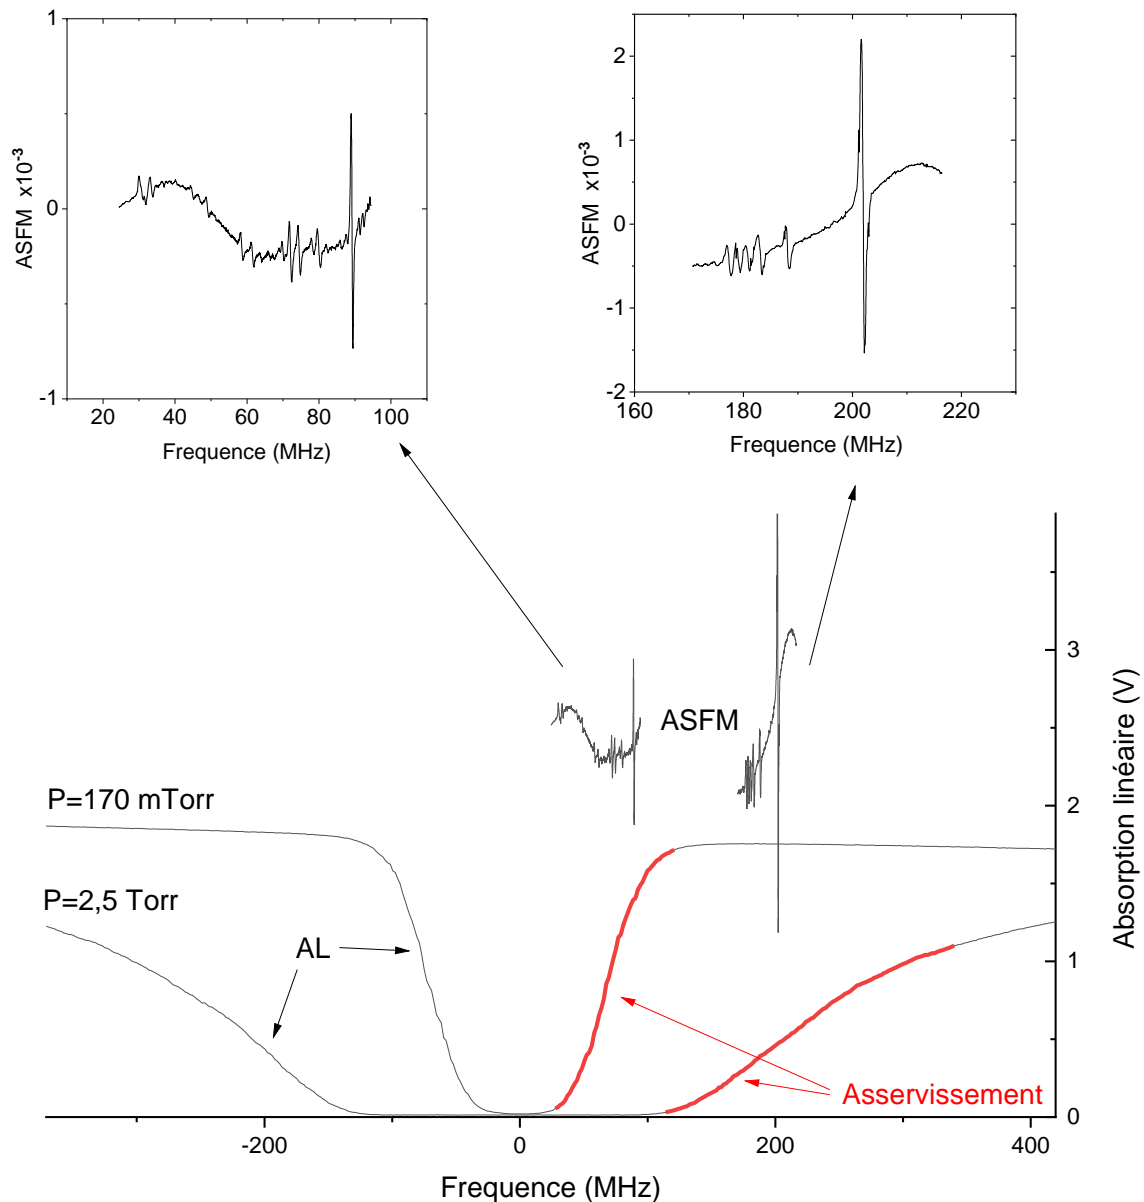 1
0
-1
ASFM x10-3
20 40 60 80 100
Frequence (MHz)
2
1
0
-1
-2
ASFM x10-3
160 180 200 220
Frequence (MHz)
ASFM
P=170 mTorr
P=2,5 Torr
AL
Asservissement
3
2
1
0
Absorption linéaire (V)
-200 0 200 400
Frequence (MHz)